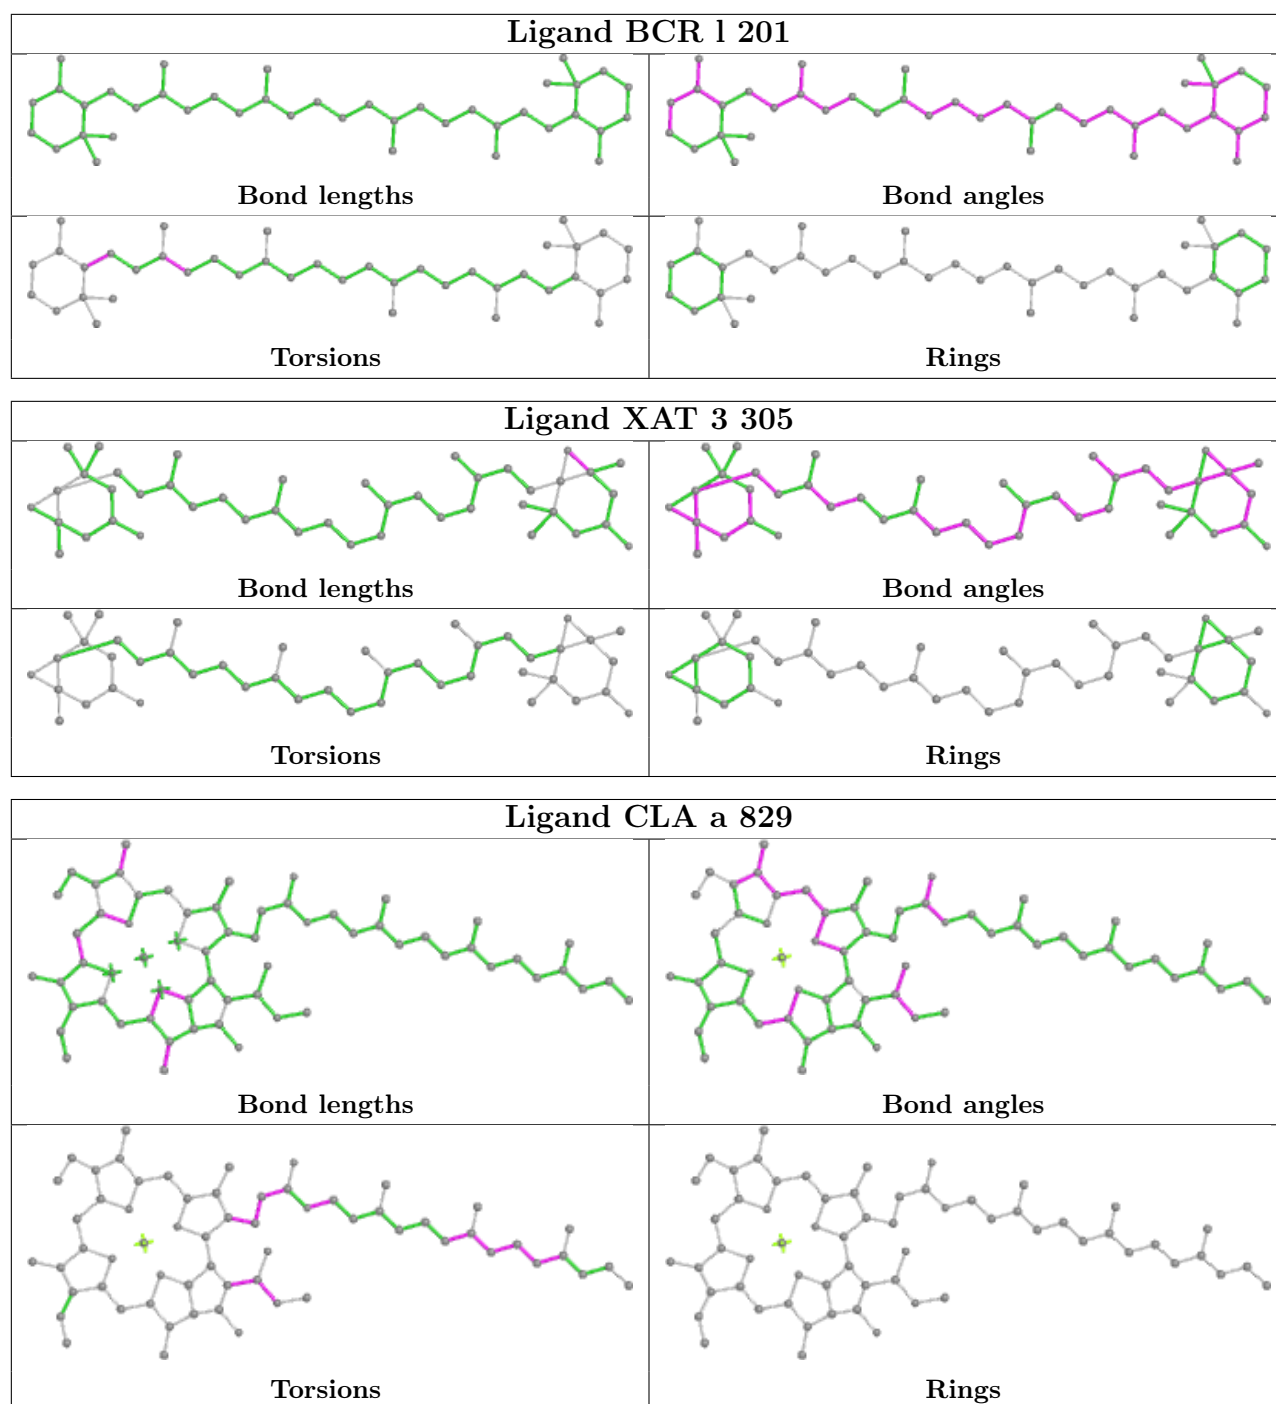 Ligand BCR l 201
Bond lengths
Bond angles
Torsions
Rings
Ligand XAT 3 305
Bond lengths
Bond angles
Torsions
Rings
Ligand CLA a 829
Bond lengths
Bond angles
Torsions
Rings